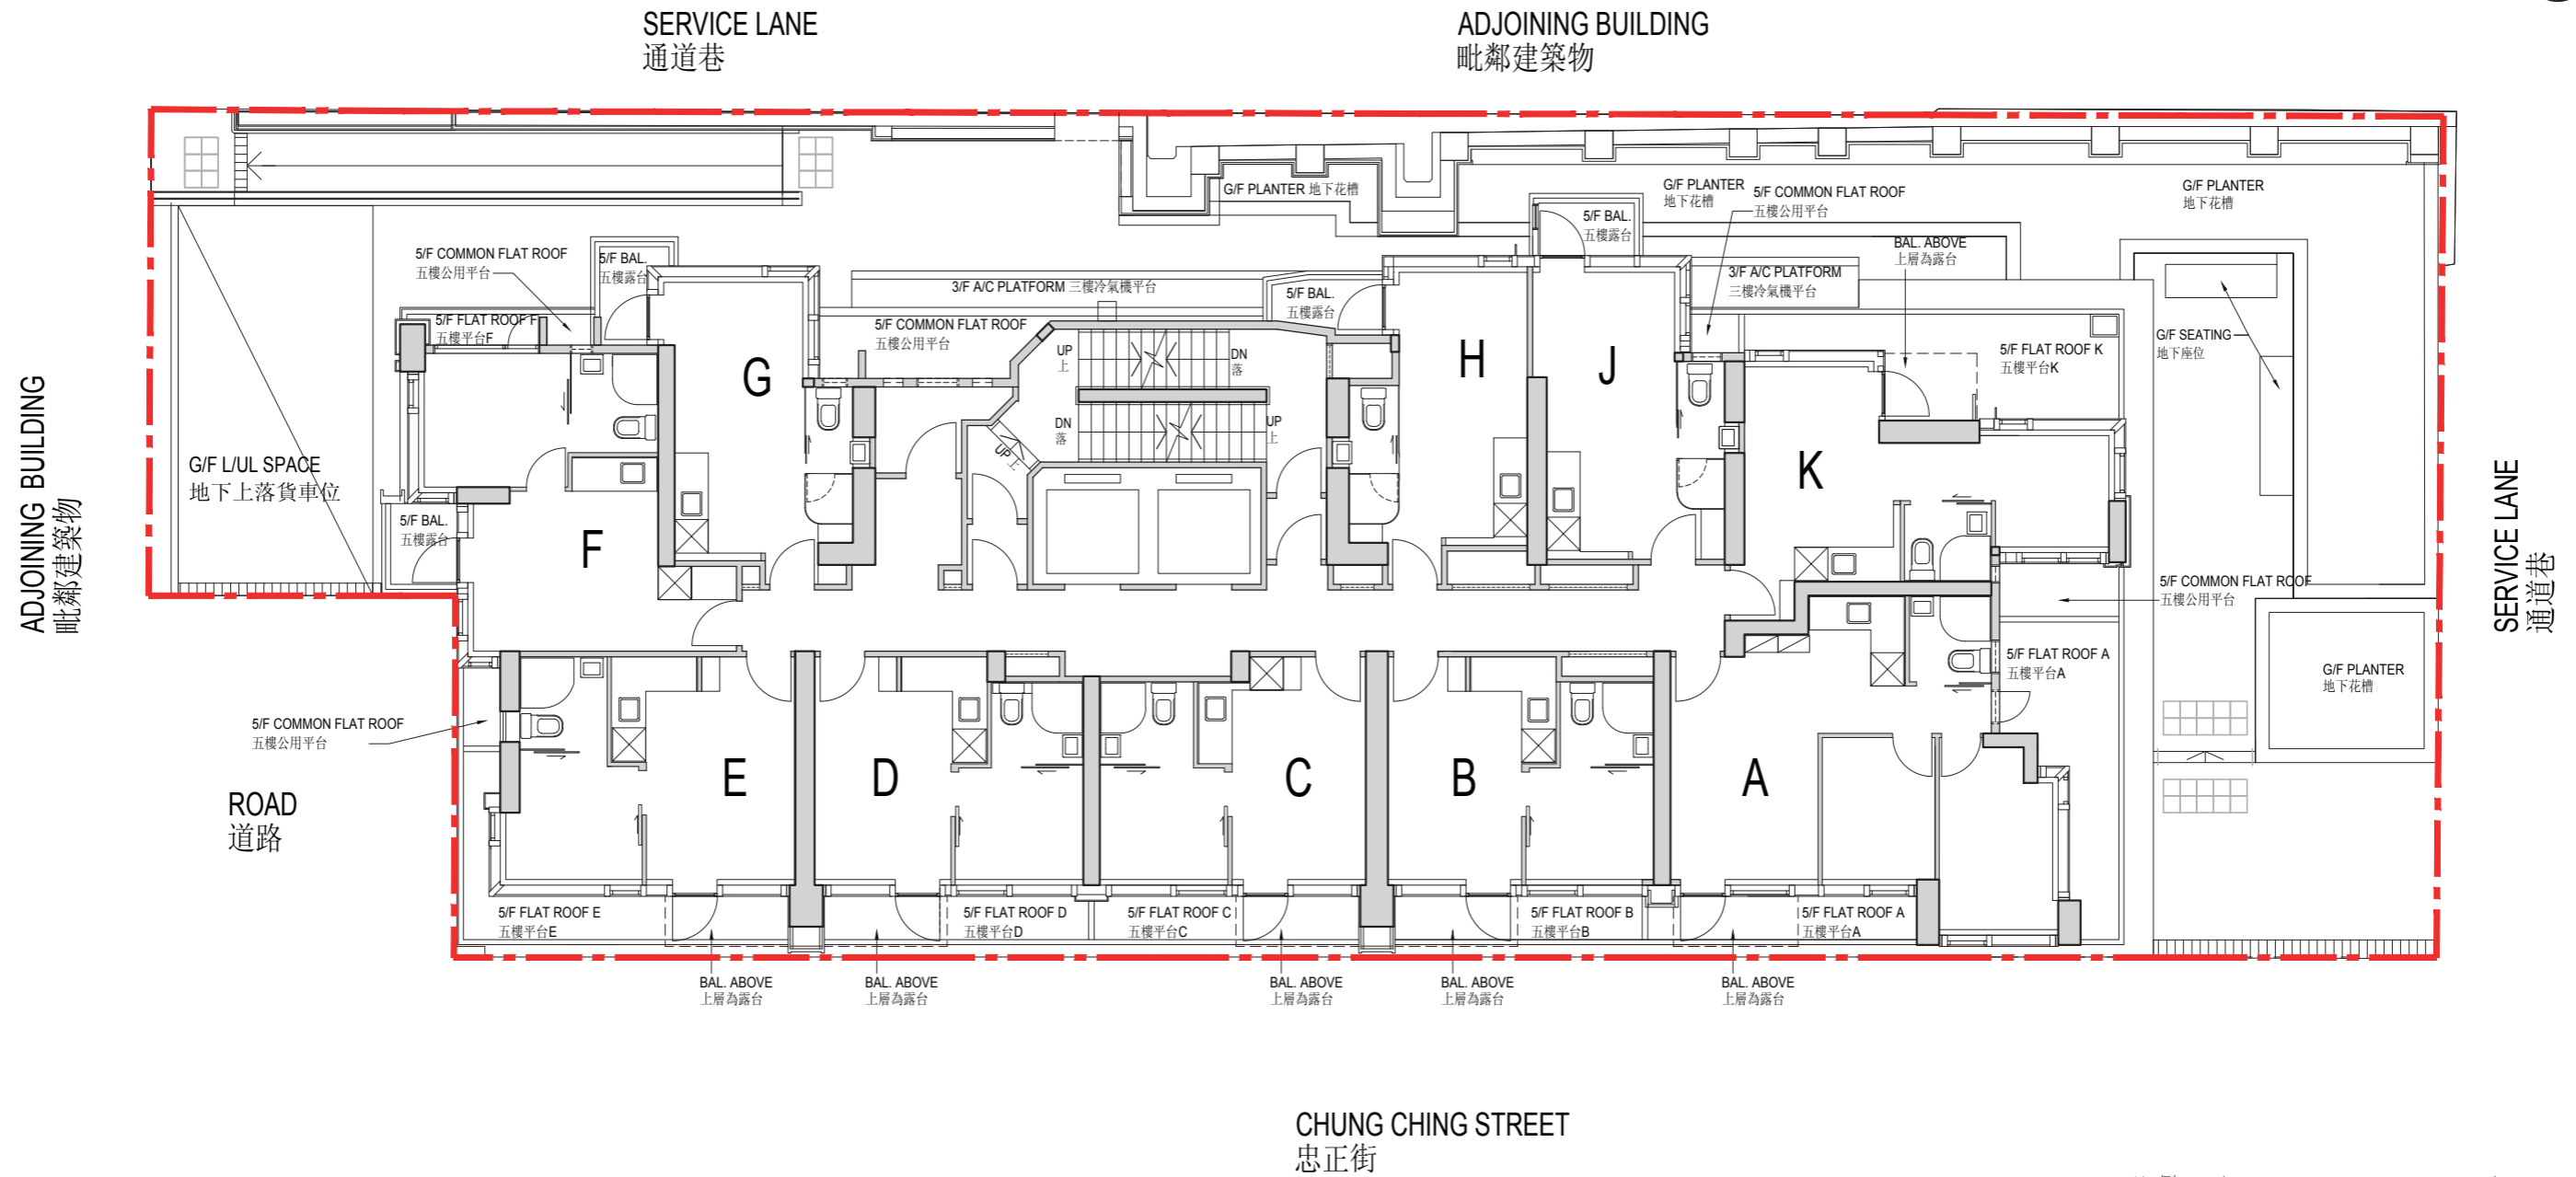 SERVICE LANE
通道巷
ADJOINING BUILDING
毗鄰建築物
G/F PLANTER 地下花槽
G/F PLANTER
地下花槽
5/F COMMON FLAT ROOF
五樓公用平台
G/F PLANTER
地下花槽
5/F BAL.
五樓露台
5/F COMMON FLAT ROOF
五樓公用平台
5/F BAL.
五樓露台
BAL. ABOVE
上層為露台
3/F A/C PLATFORM 三樓冷氣機平台
3/F A/C PLATFORM
三樓冷氣機平台
5/F BAL.
五樓露台
5/F FLAT ROOF F
五樓平台F
5/F COMMON FLAT ROOF
五樓公用平台
G/F SEATING
地下座位
5/F FLAT ROOF K
五樓平台K
UP
上
DN
落
G
H
J
DN
落
UP
上
UP
上
K
ADJOINING BUILDING
毗鄰建築物
G/F L/UL SPACE
地下上落貨車位
5/F BAL.
五樓露台
F
SERVICE LANE
通道巷
5/F COMMON FLAT ROOF
五樓公用平台
5/F FLAT ROOF A
五樓平台A
G/F PLANTER
地下花槽
5/F COMMON FLAT ROOF
五樓公用平台
ROAD
道路
E
D
C
B
A
5/F FLAT ROOF E
五樓平台E
5/F FLAT ROOF D
五樓平台D
5/F FLAT ROOF C
五樓平台C
5/F FLAT ROOF B
五樓平台B
5/F FLAT ROOF A
五樓平台A
BAL. ABOVE
上層為露台
BAL. ABOVE
上層為露台
BAL. ABOVE
上層為露台
BAL. ABOVE
上層為露台
BAL. ABOVE
上層為露台
CHUNG CHING STREET
忠正街